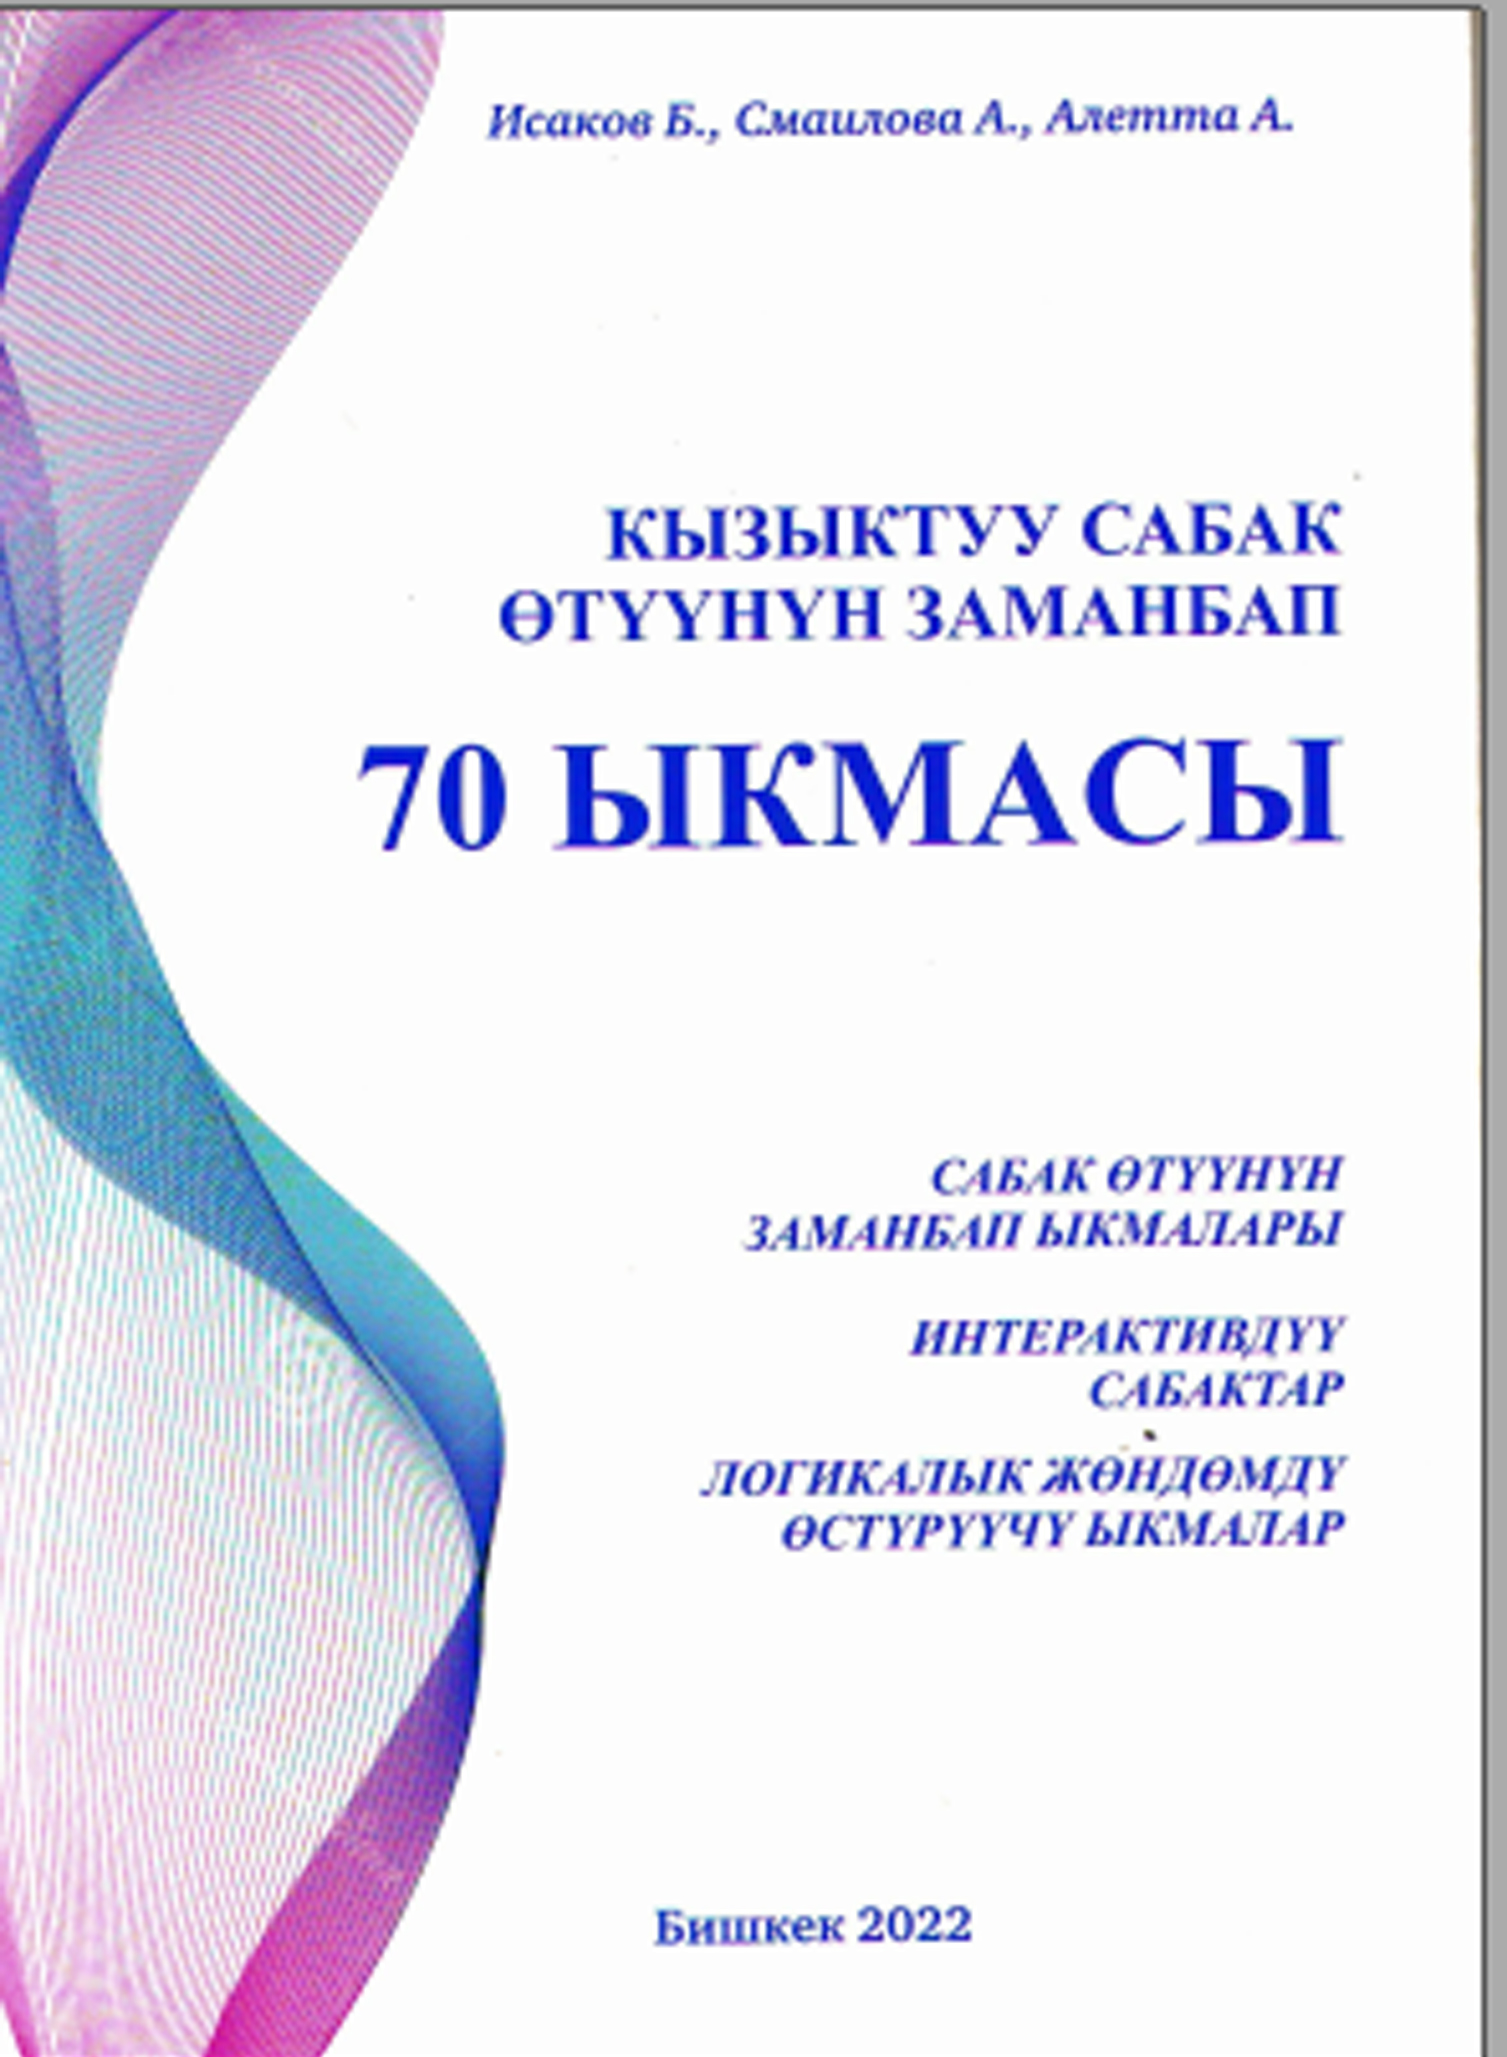 Исаков Б., Смаилова А., Алетта А.
КЫЗЫКТУУ САБАК
ӨТҮҮНҮН ЗАМАНБАП
70 ЫКМАСЫ
САБАК ӨТҮҮНҮН
ЗАМАНБАП ЫКМАЛАРЫ
ИНТЕРАКТИВДҮҮ
САБАКТАР
ЛОГИКАЛЫК ЖӨНДӨМДҮ
ӨСТҮРҮҮЧҮ ЫКМАЛАР
Бишкек 2022